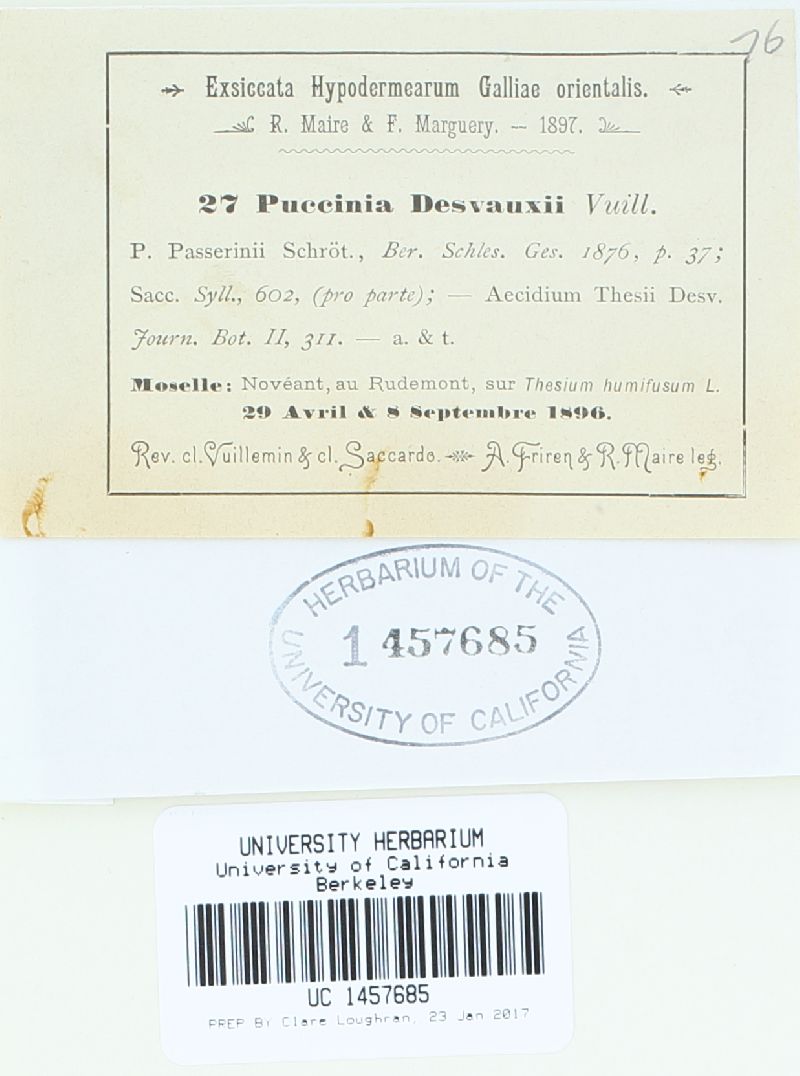 76
Exsiccata Hypodermearum Galliae orientalis.
R. Maire & F. Marguery. — 1897.
27 Puccinia Desvauxii Vuill.
P. Passerinii Schröt., Ber. Schles. Ges. 1876, p. 37;
Sacc. Syll., 602, (pro parte); — Aecidium Thesii Desv.
Journ. Bot. II, 311. — a. & t.
Moselle: Novéant, au Rudemont, sur Thesium humifusum L.
29 Avril & 8 Septembre 1896.
Rev. cl. Vuillemin & cl. Saccardo. A. Friren & R. Maire leg.
HERBARIUM OF THE
1457685
UNIVERSITY OF CALIFORNIA
UNIVERSITY HERBARIUM
University of California
Berkeley
UC 1457685
PREP BY Clare Loughran, 23 Jan 2017